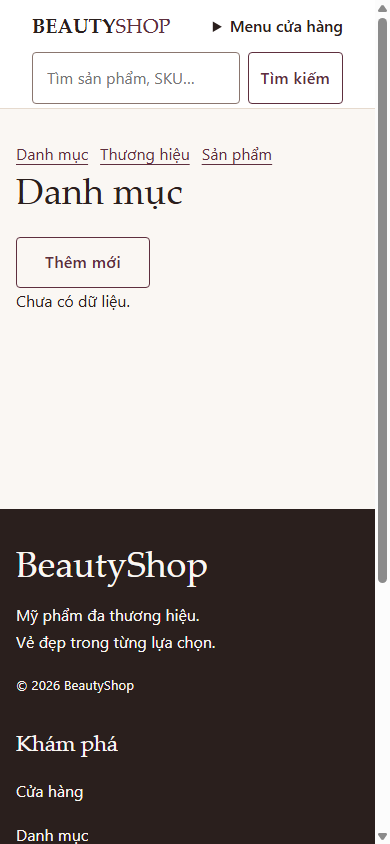 BEAUTYSHOP
▶ Menu cửa hàng
Tìm sản phẩm, SKU...
Tìm kiếm
Danh mục Thương hiệu Sản phẩm
Danh mục
Thêm mới
Chưa có dữ liệu.
BeautyShop
Mỹ phẩm đa thương hiệu.
Vẻ đẹp trong từng lựa chọn.
© 2026 BeautyShop
Khám phá
Cửa hàng
Danh mục